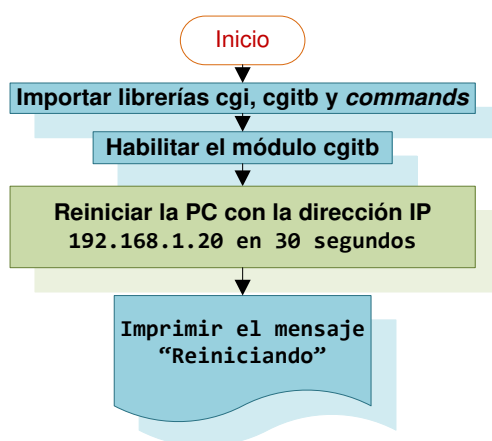 Inicio
Importar librerías cgi, cgitb y commands
Habilitar el módulo cgitb
Reiniciar la PC con la dirección IP
192.168.1.20 en 30 segundos
Imprimir el mensaje
“Reiniciando”